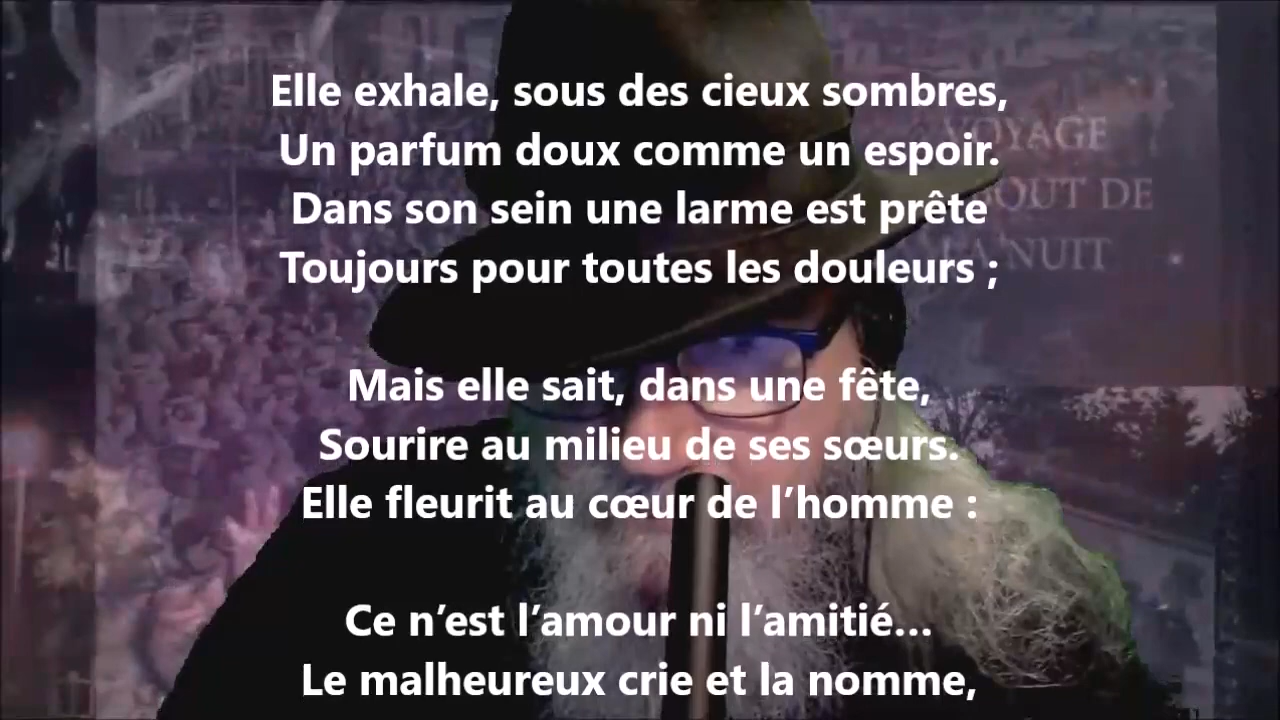 Elle exhale, sous des cieux sombres,
Un parfum doux comme un espoir.
Dans son sein une larme est prête
Toujours pour toutes les douleurs ;
Mais elle sait, dans une fête,
Sourire au milieu de ses sœurs.
Elle fleurit au cœur de l’homme :
Ce n’est l’amour ni l’amitié...
Le malheureux crie et la nomme,
VOYAGE
OUT DE
LA NUIT